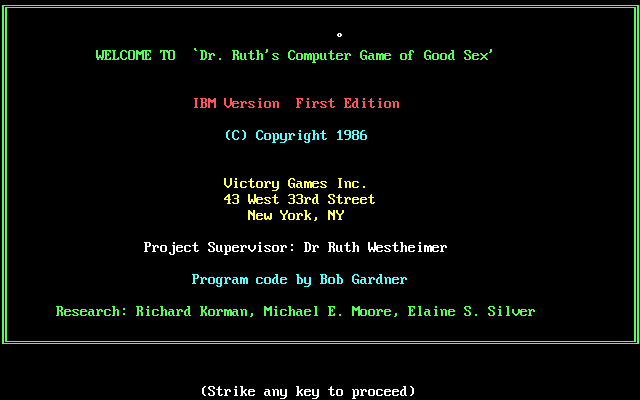 WELCOME TO  `Dr. Ruth's Computer Game of Good Sex'
IBM Version  First Edition
(C) Copyright 1986
Victory Games Inc.
43 West 33rd Street
New York, NY
Project Supervisor: Dr Ruth Westheimer
Program code by Bob Gardner
Research: Richard Korman, Michael E. Moore, Elaine S. Silver
(Strike any key to proceed)